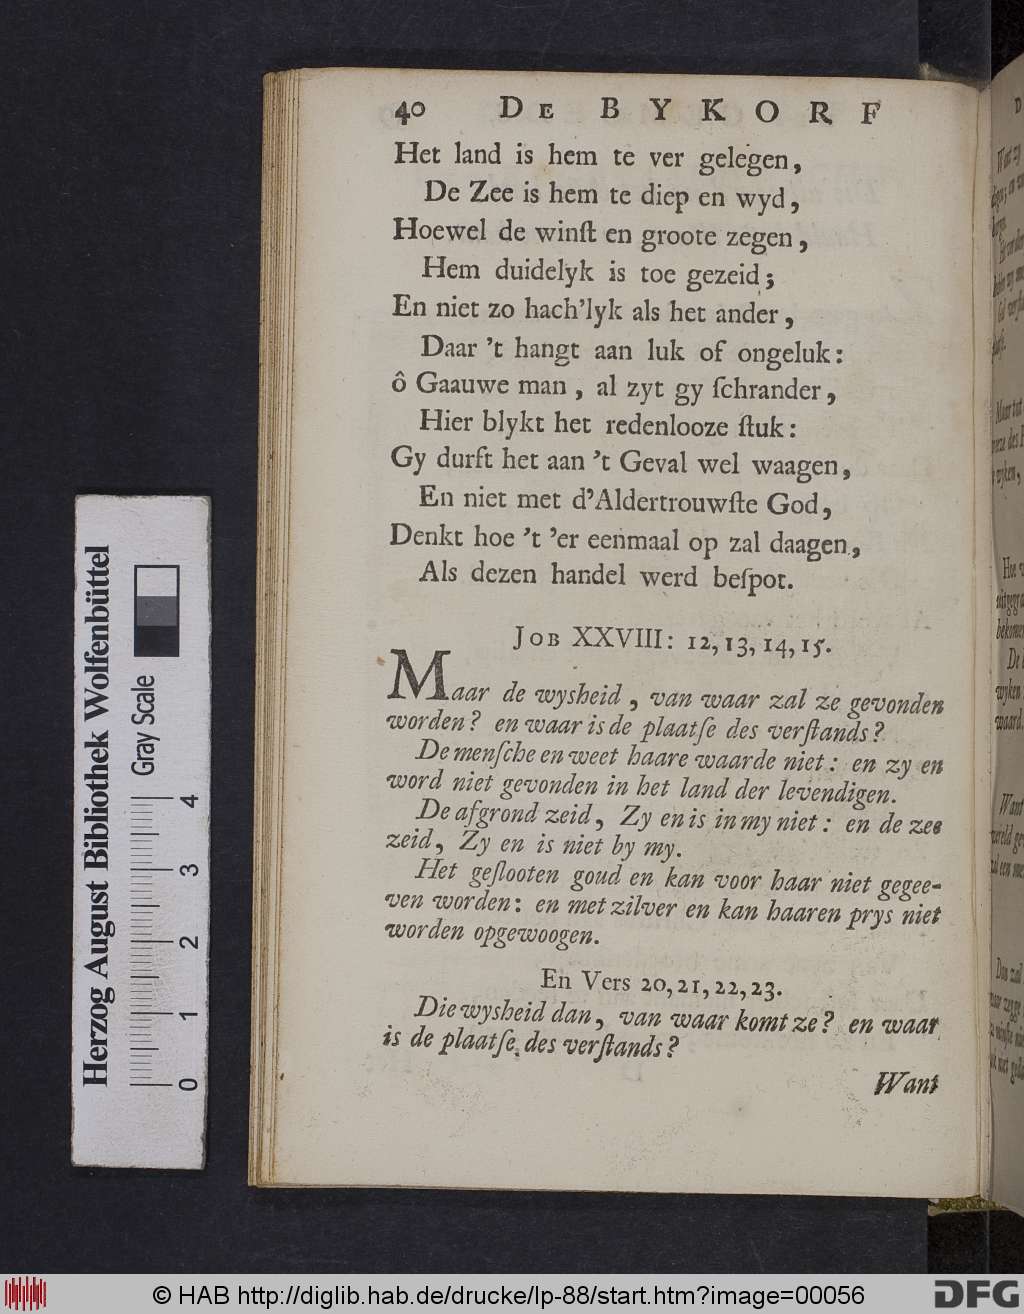 40 DE BYKORF
Het land is hem te ver gelegen,
De Zee is hem te diep en wyd,
Hoewel de winſt en groote zegen,
Hem duidelyk is toe gezeid;
En niet zo hach'lyk als het ander,
Daar 't hangt aan luk of ongeluk:
ô Gaauwe man, al zyt gy ſchrander,
Hier blykt het redenlooze ſtuk:
Gy durft het aan 't Geval wel waagen,
En niet met d'Aldertrouwſte God,
Denkt hoe 't 'er eenmaal op zal daagen,
Als dezen handel werd beſpot.
JOB XXVIII: 12, 13, 14, 15.
Maar de wysheid, van waar zal ze gevonden
worden? en waar is de plaatſe des verſtands?
De menſche en weet haare waarde niet: en zy en
word niet gevonden in het land der levendigen.
De afgrond zeid, Zy en is in my niet: en de zee
zeid, Zy en is niet by my.
Het geſlooten goud en kan voor haar niet gegee-
ven worden: en met zilver en kan haaren prys niet
worden opgewoogen.
En Vers 20, 21, 22, 23.
Die wysheid dan, van waar komt ze? en waar
is de plaatſe des verſtands?
Want
Herzog August Bibliothek Wolfenbüttel
Gray Scale
0 1 2 3 4
© HAB http://diglib.hab.de/drucke/lp-88/start.htm?image=00056
DFG